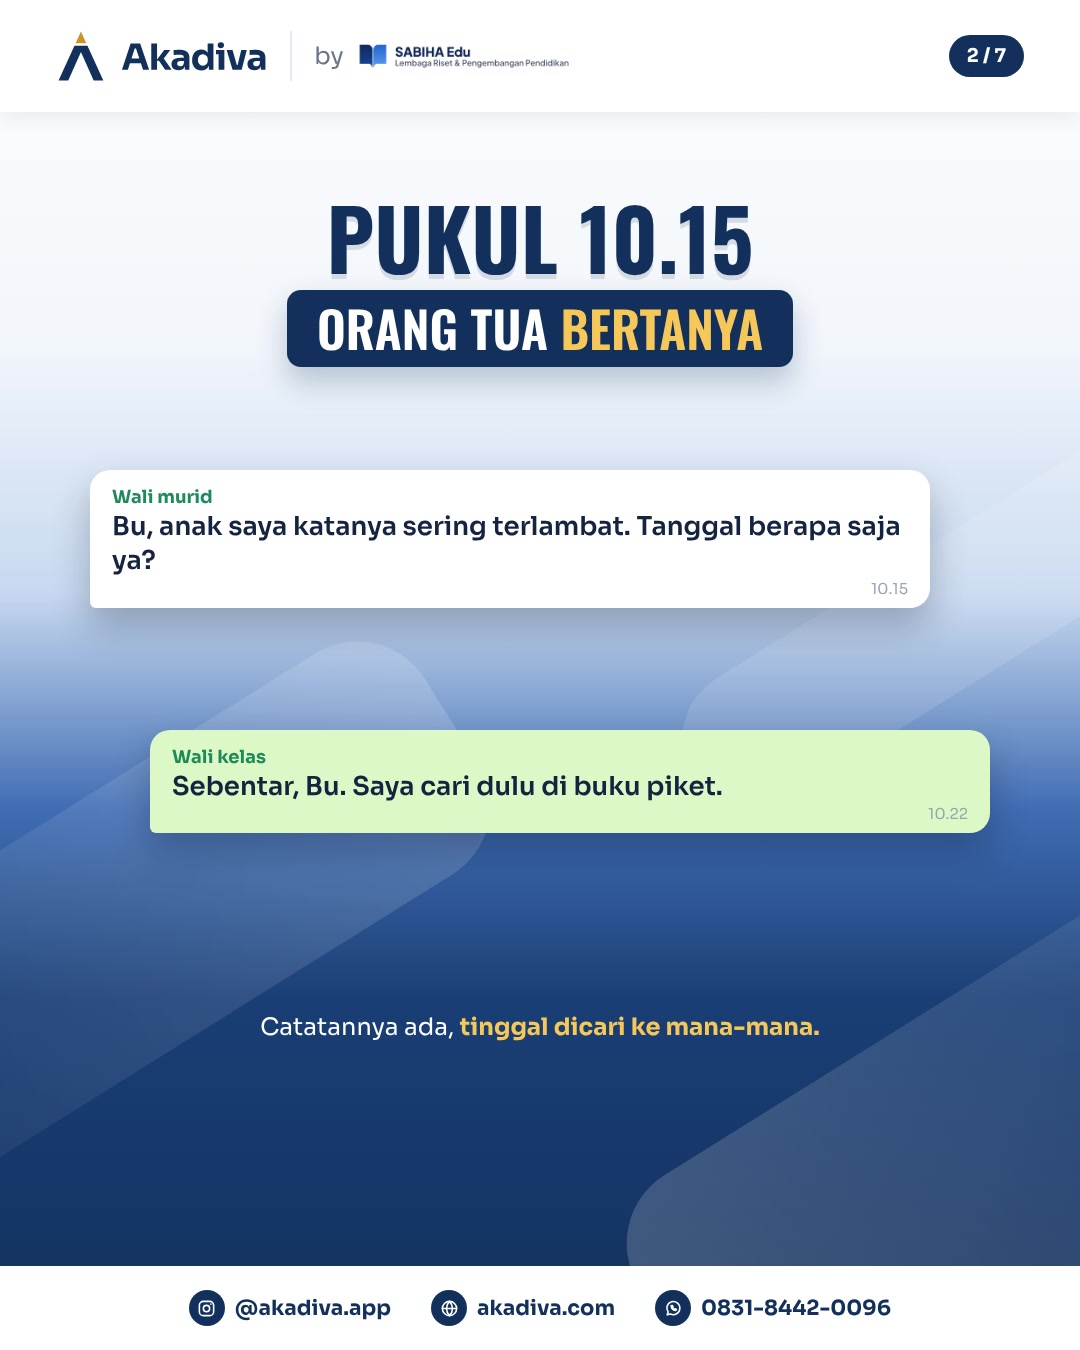 Akadiva
by
SABIHA Edu
Lembaga Riset & Pengembangan Pendidikan
2 / 7
PUKUL 10.15
ORANG TUA BERTANYA
Wali murid
Bu, anak saya katanya sering terlambat. Tanggal berapa saja
ya?
10.15
Wali kelas
Sebentar, Bu. Saya cari dulu di buku piket.
10.22
Catatannya ada, tinggal dicari ke mana-mana.
@akadiva.app
akadiva.com
0831-8442-0096